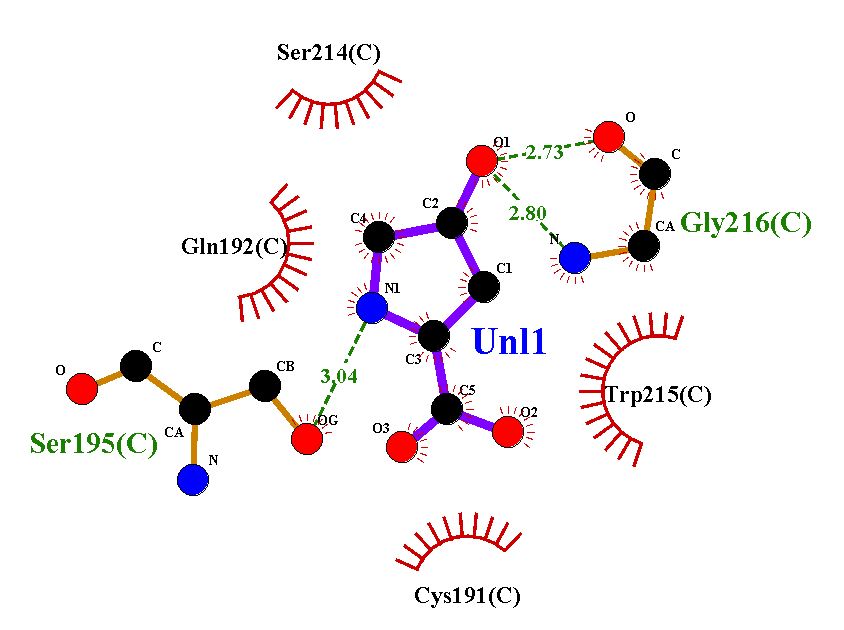 Ser214(C)
O
O1
2.73
C
C2
2.80
C4
CA
Gly216(C)
N
Gln192(C)
C1
N1
Unl1
C3
C
CB
O
3.04
C5
Trp215(C)
OG
O2
CA
O3
Ser195(C)
N
Cys191(C)